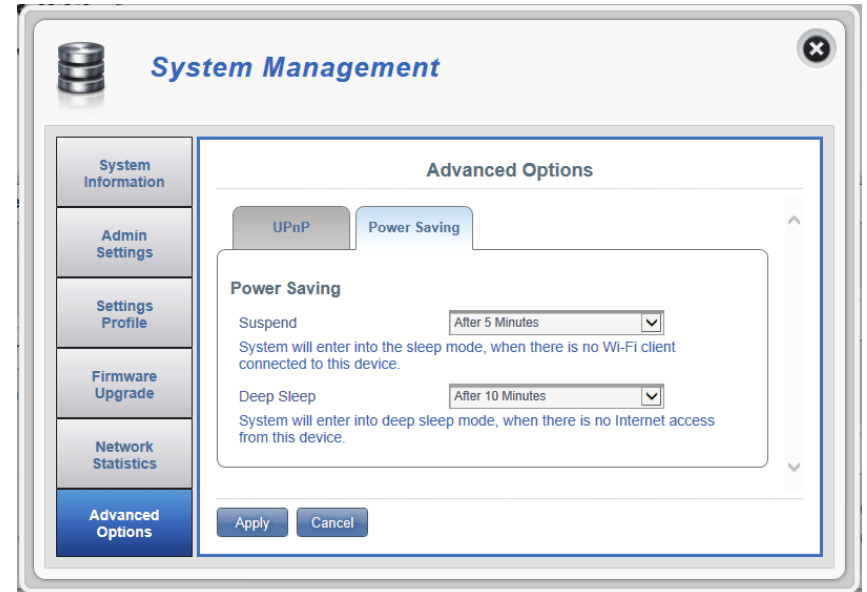 System Management
System
Information
Admin
Settings
Settings
Profile
Firmware
Upgrade
Network
Statistics
Advanced
Options
Advanced Options
UPnP
Power Saving
Power Saving
Suspend
After 5 Minutes
System will enter into the sleep mode, when there is no Wi-Fi client
connected to this device.
Deep Sleep
After 10 Minutes
System will enter into deep sleep mode, when there is no Internet access
from this device.
Apply
Cancel